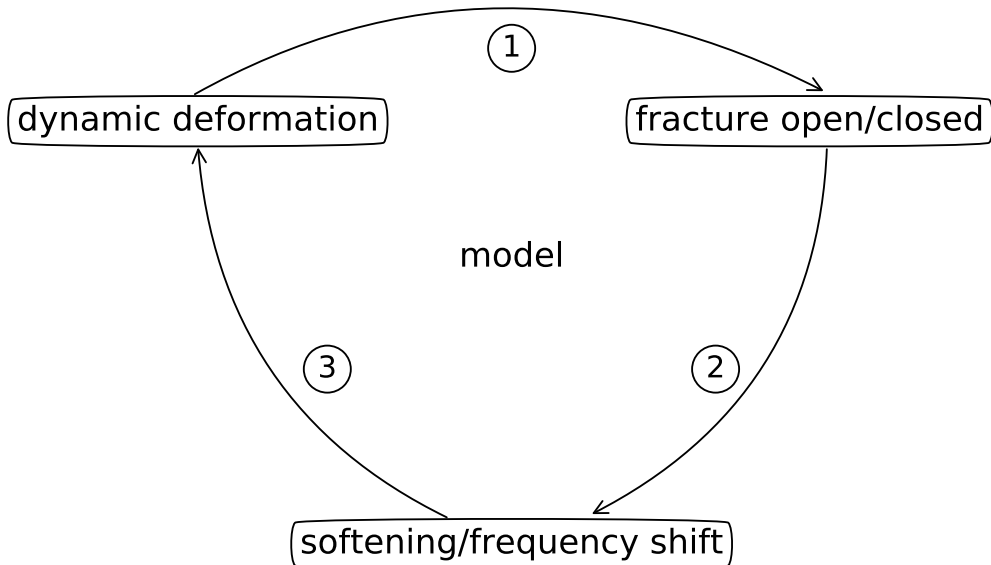 1
dynamic deformation
fracture open/closed
model
3
2
softening/frequency shift